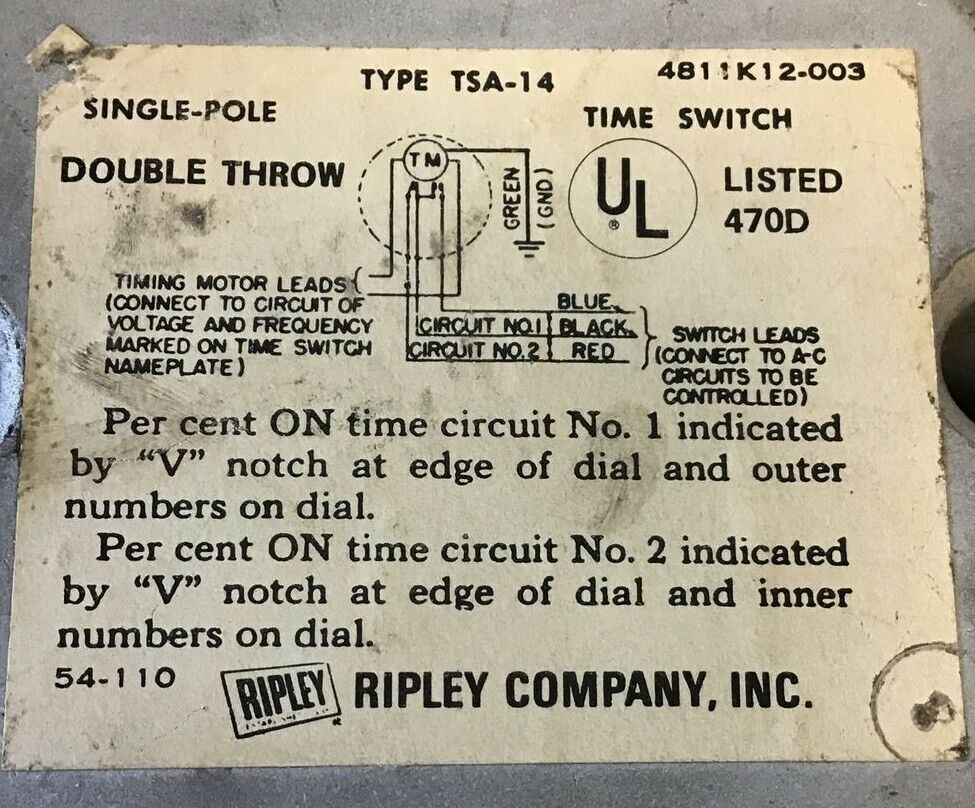 TYPE TSA-14
4811K12-003
SINGLE-POLE
TIME SWITCH
DOUBLE THROW
TM
GREEN
(GND)
UL
®
LISTED
470D
TIMING MOTOR LEADS
(CONNECT TO CIRCUIT OF
VOLTAGE AND FREQUENCY
MARKED ON TIME SWITCH
NAMEPLATE)
BLUE
CIRCUIT NO.1 BLACK
CIRCUIT NO.2 RED
SWITCH LEADS
(CONNECT TO A-C
CIRCUITS TO BE
CONTROLLED)
Per cent ON time circuit No. 1 indicated
by "V" notch at edge of dial and outer
numbers on dial.
Per cent ON time circuit No. 2 indicated
by "V" notch at edge of dial and inner
numbers on dial.
54-110
RIPLEY
RIPLEY COMPANY, INC.